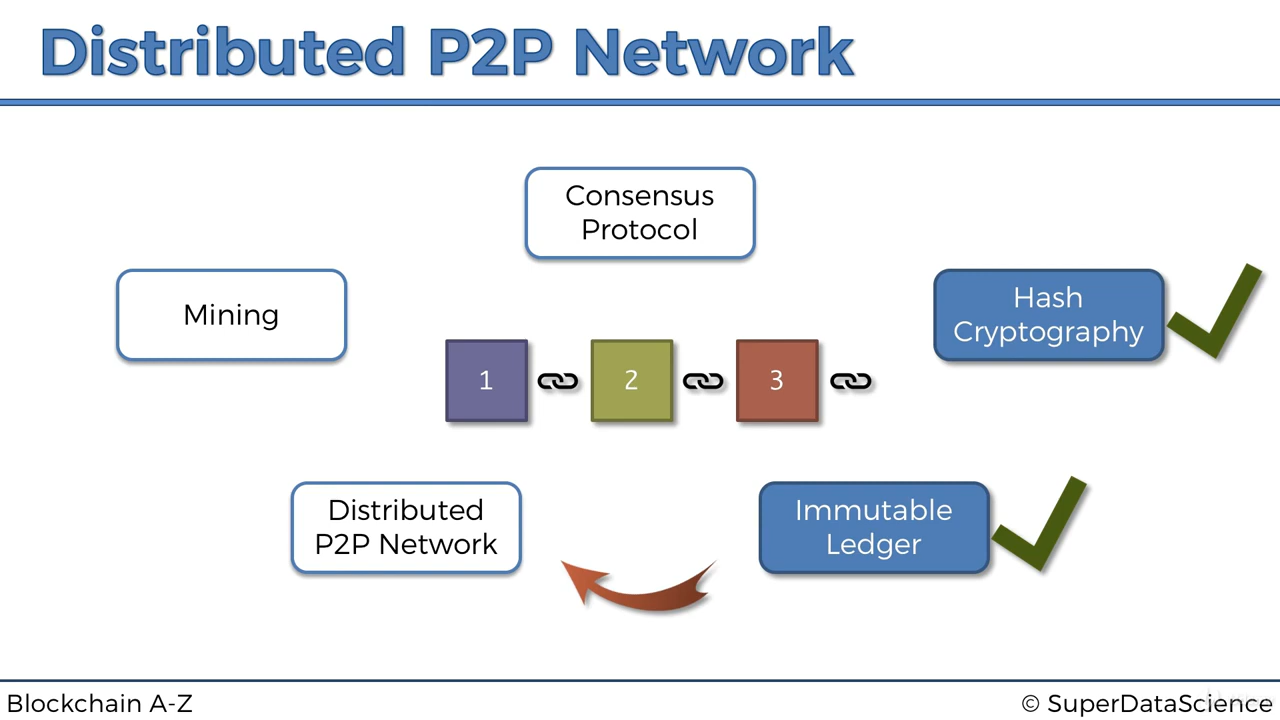 Distributed P2P Network
Consensus
Protocol
Mining
Hash
Cryptography
1
2
3
Distributed
P2P Network
Immutable
Ledger
Blockchain A-Z
© SuperDataScience